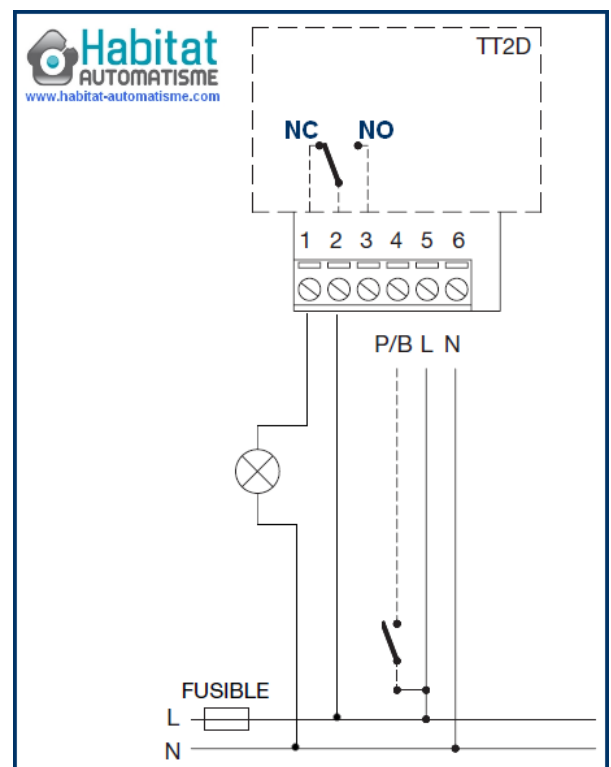 Habitat
AUTOMATISME
www.habitat-automatisme.com
TT2D
NC NO
1 2 3 4 5 6
P/B L N
FUSIBLE
L
N